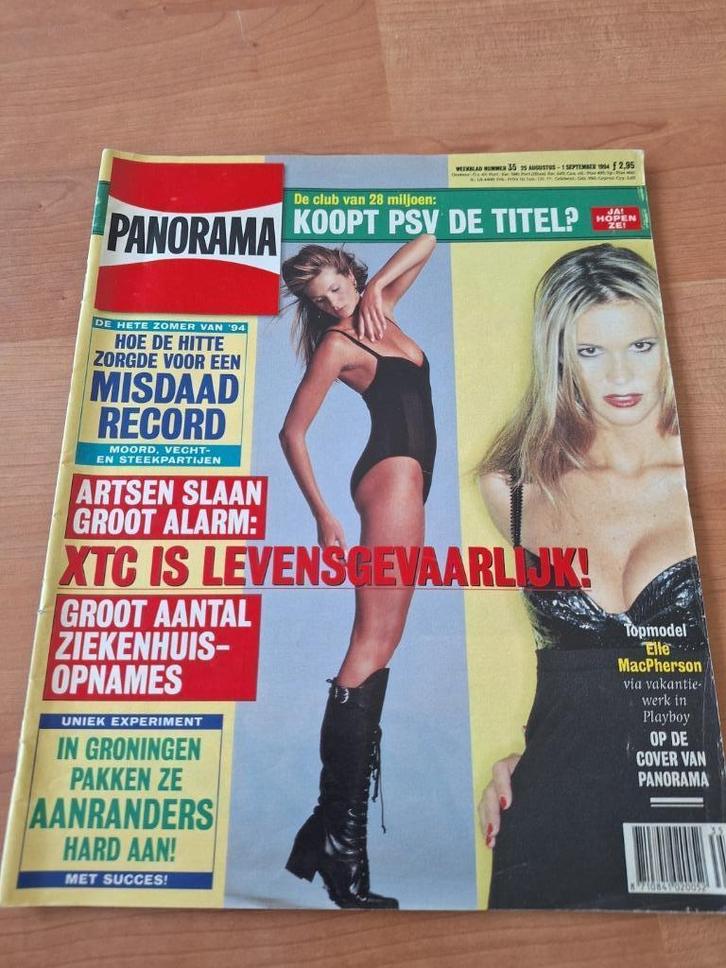 WEEKBLAD NUMMER 35 25 AUGUSTUS - 1 SEPTEMBER 1994 ƒ 2,95
PANORAMA
De club van 28 miljoen:
KOOPT PSV DE TITEL?
JA!
HOPEN
ZE!
DE HETE ZOMER VAN '94
HOE DE HITTE
ZORGDE VOOR EEN
MISDAAD
RECORD
MOORD, VECHT-
EN STEEKPARTIJEN
ARTSEN SLAAN
GROOT ALARM:
XTC IS LEVENSGEVAARLIJK!
GROOT AANTAL
ZIEKENHUIS-
OPNAMES
UNIEK EXPERIMENT
IN GRONINGEN
PAKKEN ZE
AANRANDERS
HARD AAN!
MET SUCCES!
Topmodel
Elle
MacPherson
via vakantie-
werk in
Playboy
OP DE
COVER VAN
PANORAMA
8 710841 020052